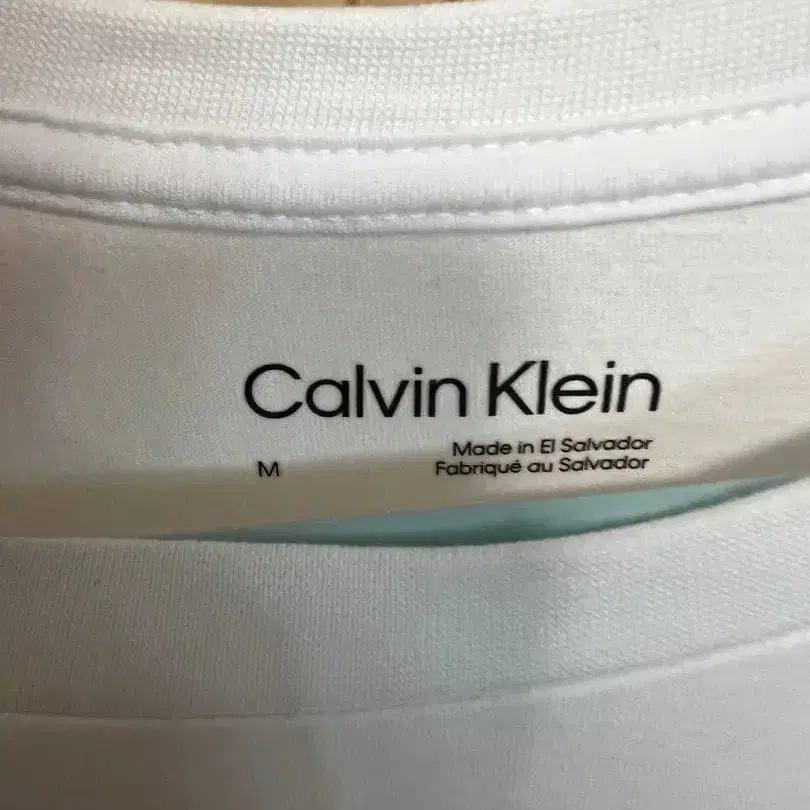 Calvin Klein
Made in El Salvador
M
Fabriqué au Salvador